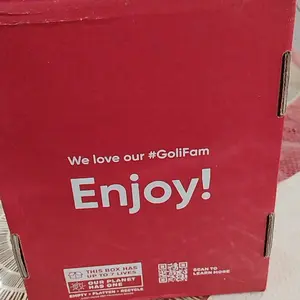 We love our #GoliFam
Enjoy!
THIS BOX HAS
UP TO 7 LIVES
OUR PLANET
HAS ONE
EMPTY • FLATTEN • RECYCLE
SCAN TO
LEARN MORE